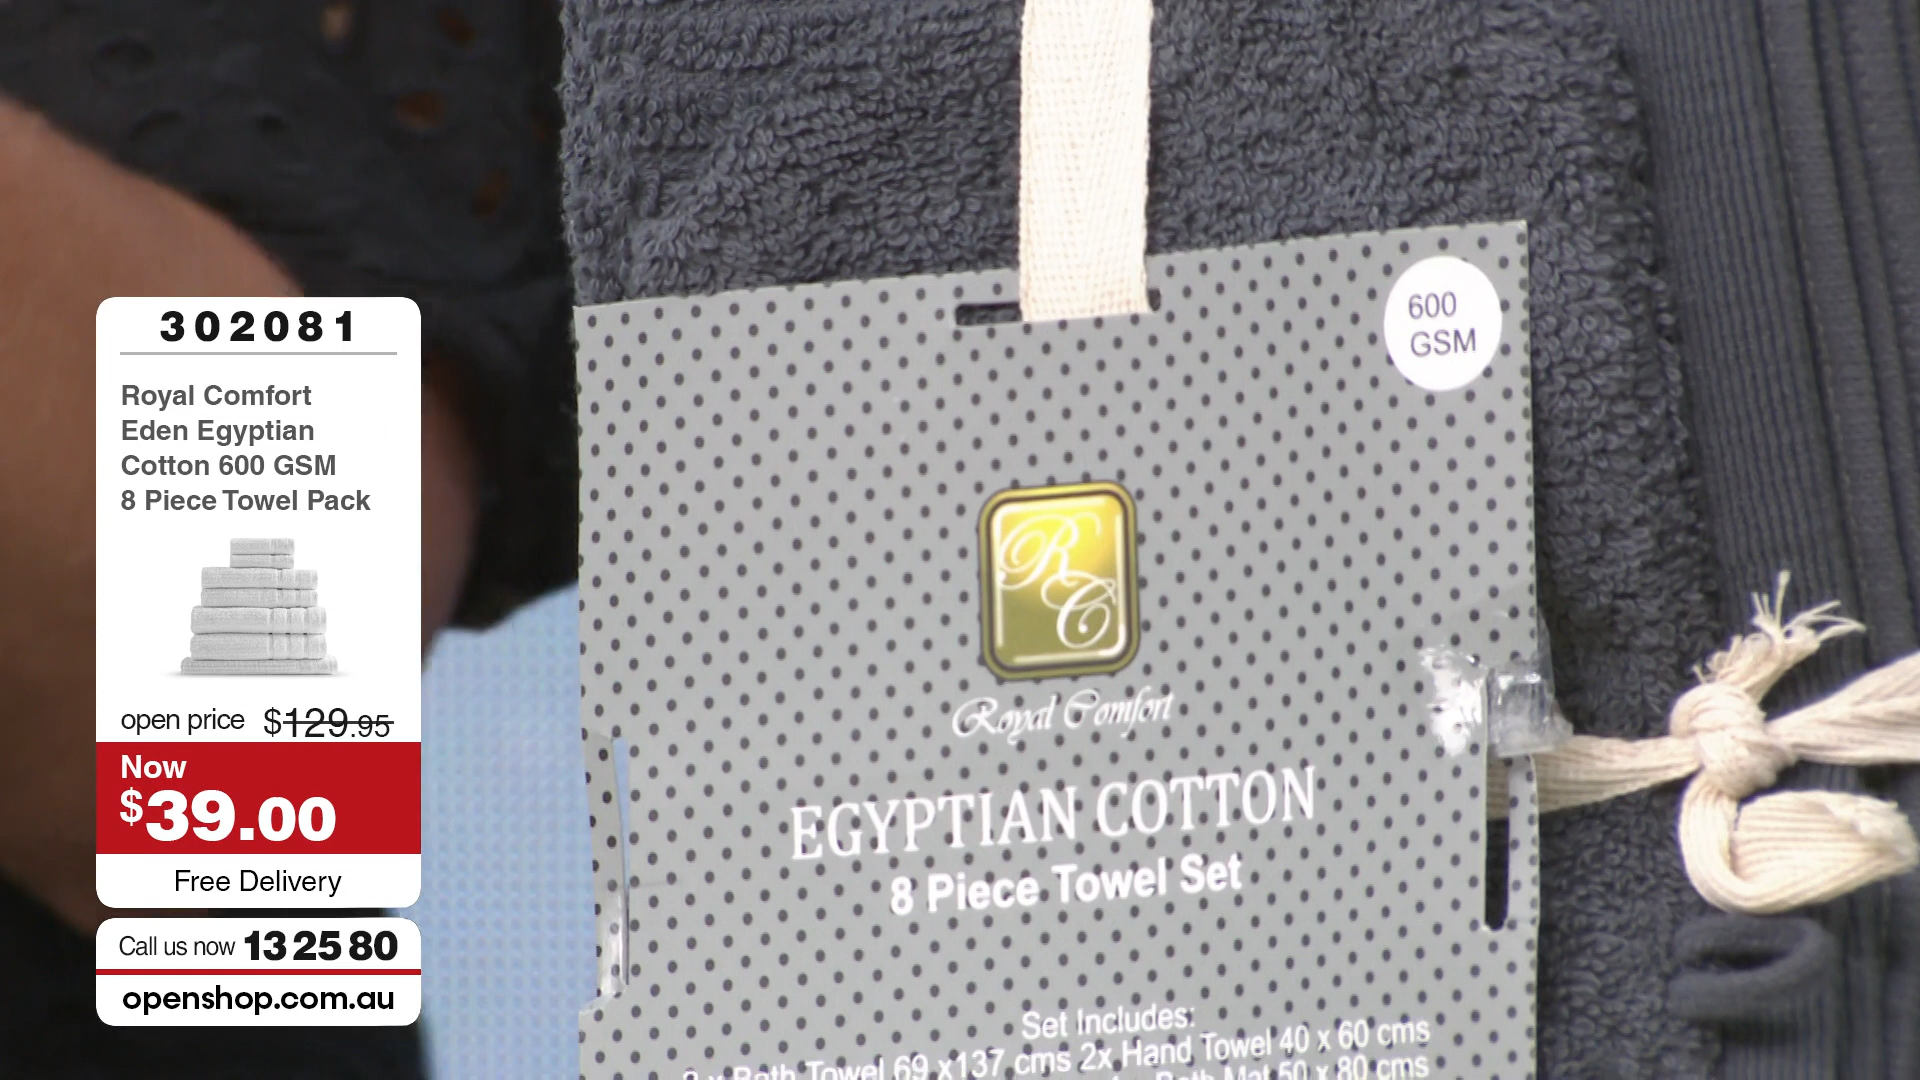 302081
Royal Comfort
Eden Egyptian
Cotton 600 GSM
8 Piece Towel Pack
open price $129.95
Now
$39.00
Free Delivery
Call us now 13 25 80
openshop.com.au
600
GSM
RC
Royal Comfort
EGYPTIAN COTTON
8 Piece Towel Set
Set Includes:
Bath Towel 69 x137 cms 2x Hand Towel 40 x 60 cms
Bath Mat 50 x 80 cms